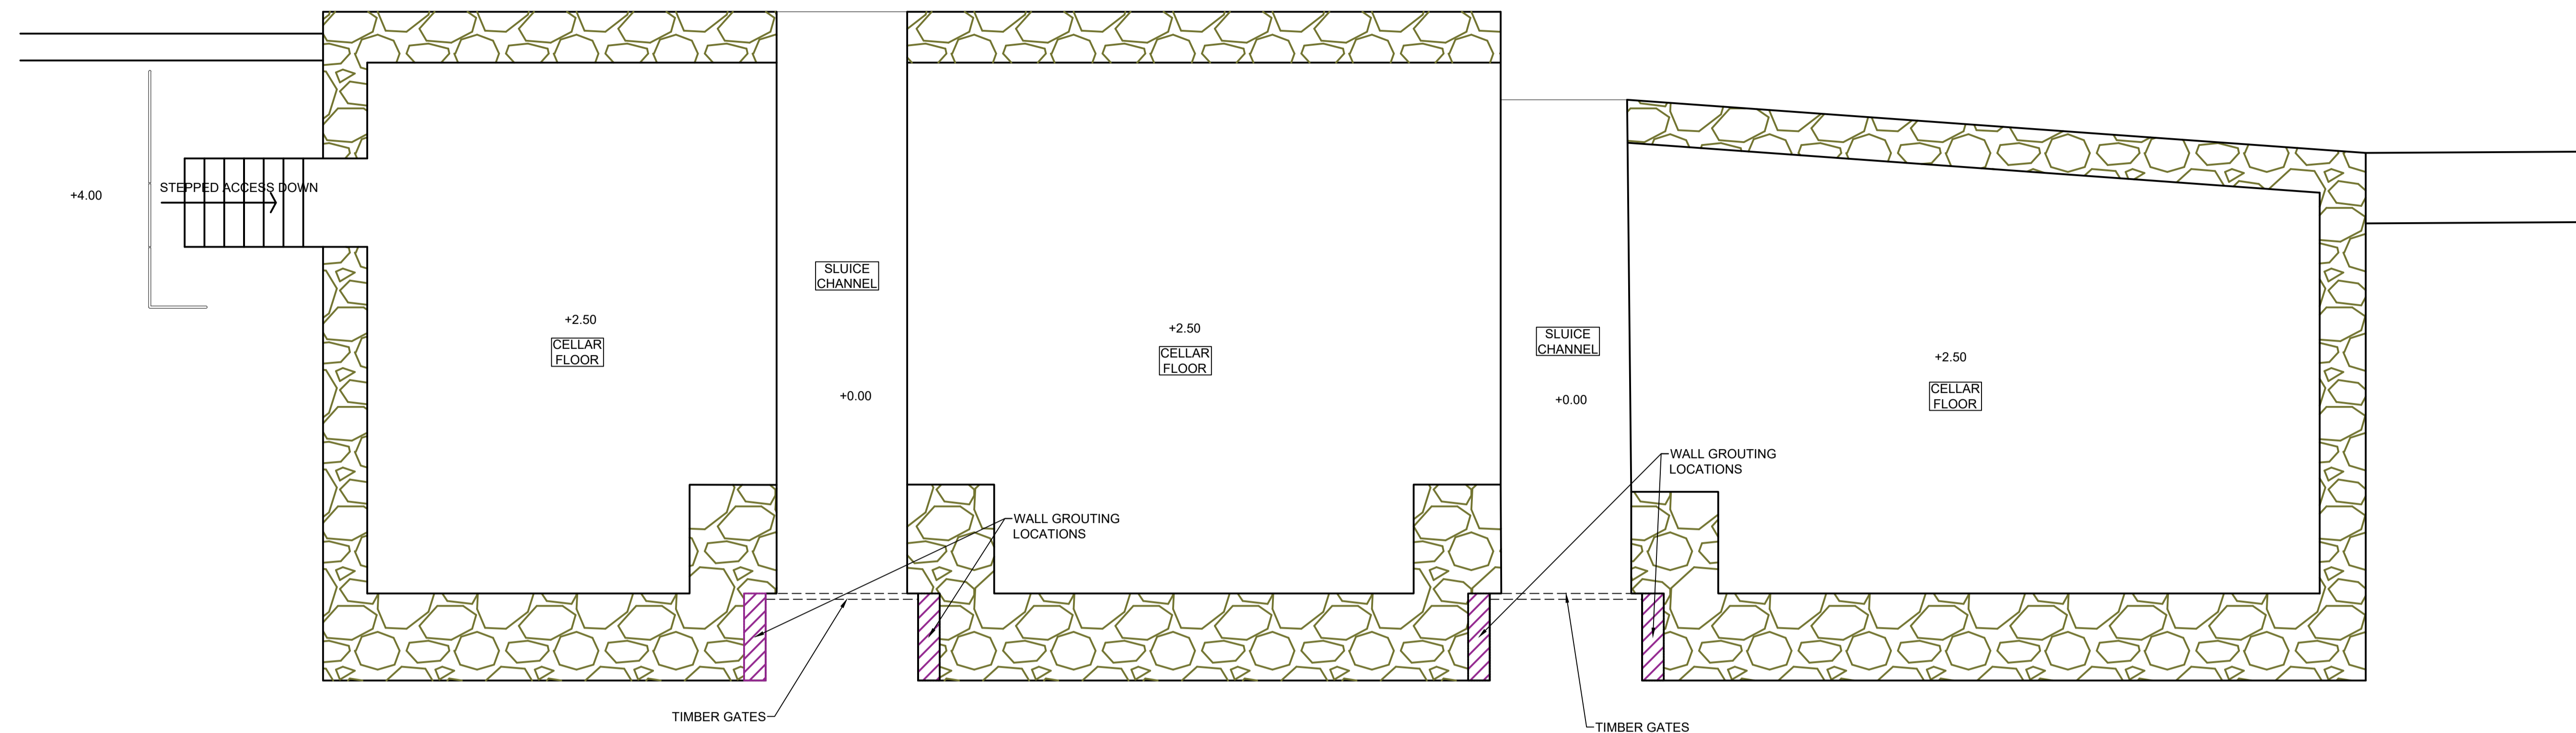 +4.00
STEPPED ACCESS DOWN
+2.50
CELLAR
FLOOR
SLUICE
CHANNEL
+0.00
+2.50
CELLAR
FLOOR
SLUICE
CHANNEL
+0.00
+2.50
CELLAR
FLOOR
WALL GROUTING
LOCATIONS
WALL GROUTING
LOCATIONS
TIMBER GATES
TIMBER GATES